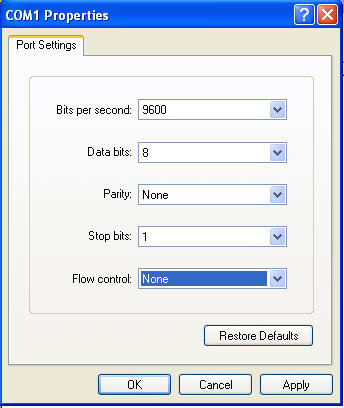 COM1 Properties
Port Settings
Bits per second: 9600
Data bits: 8
Parity: None
Stop bits: 1
Flow control: None
Restore Defaults
OK Cancel Apply